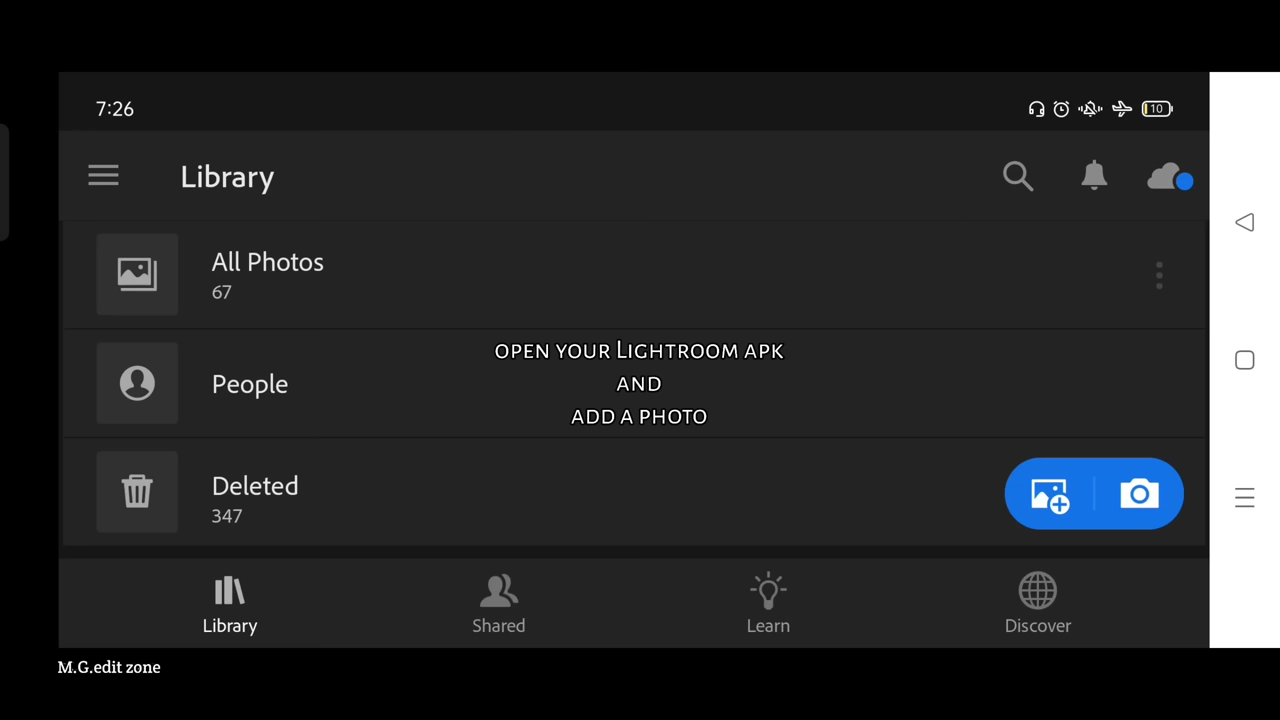 7:26
10
Library
All Photos
67
OPEN YOUR LIGHTROOM APK
AND
ADD A PHOTO
People
Deleted
347
Library
Shared
Learn
Discover
M.G.edit zone